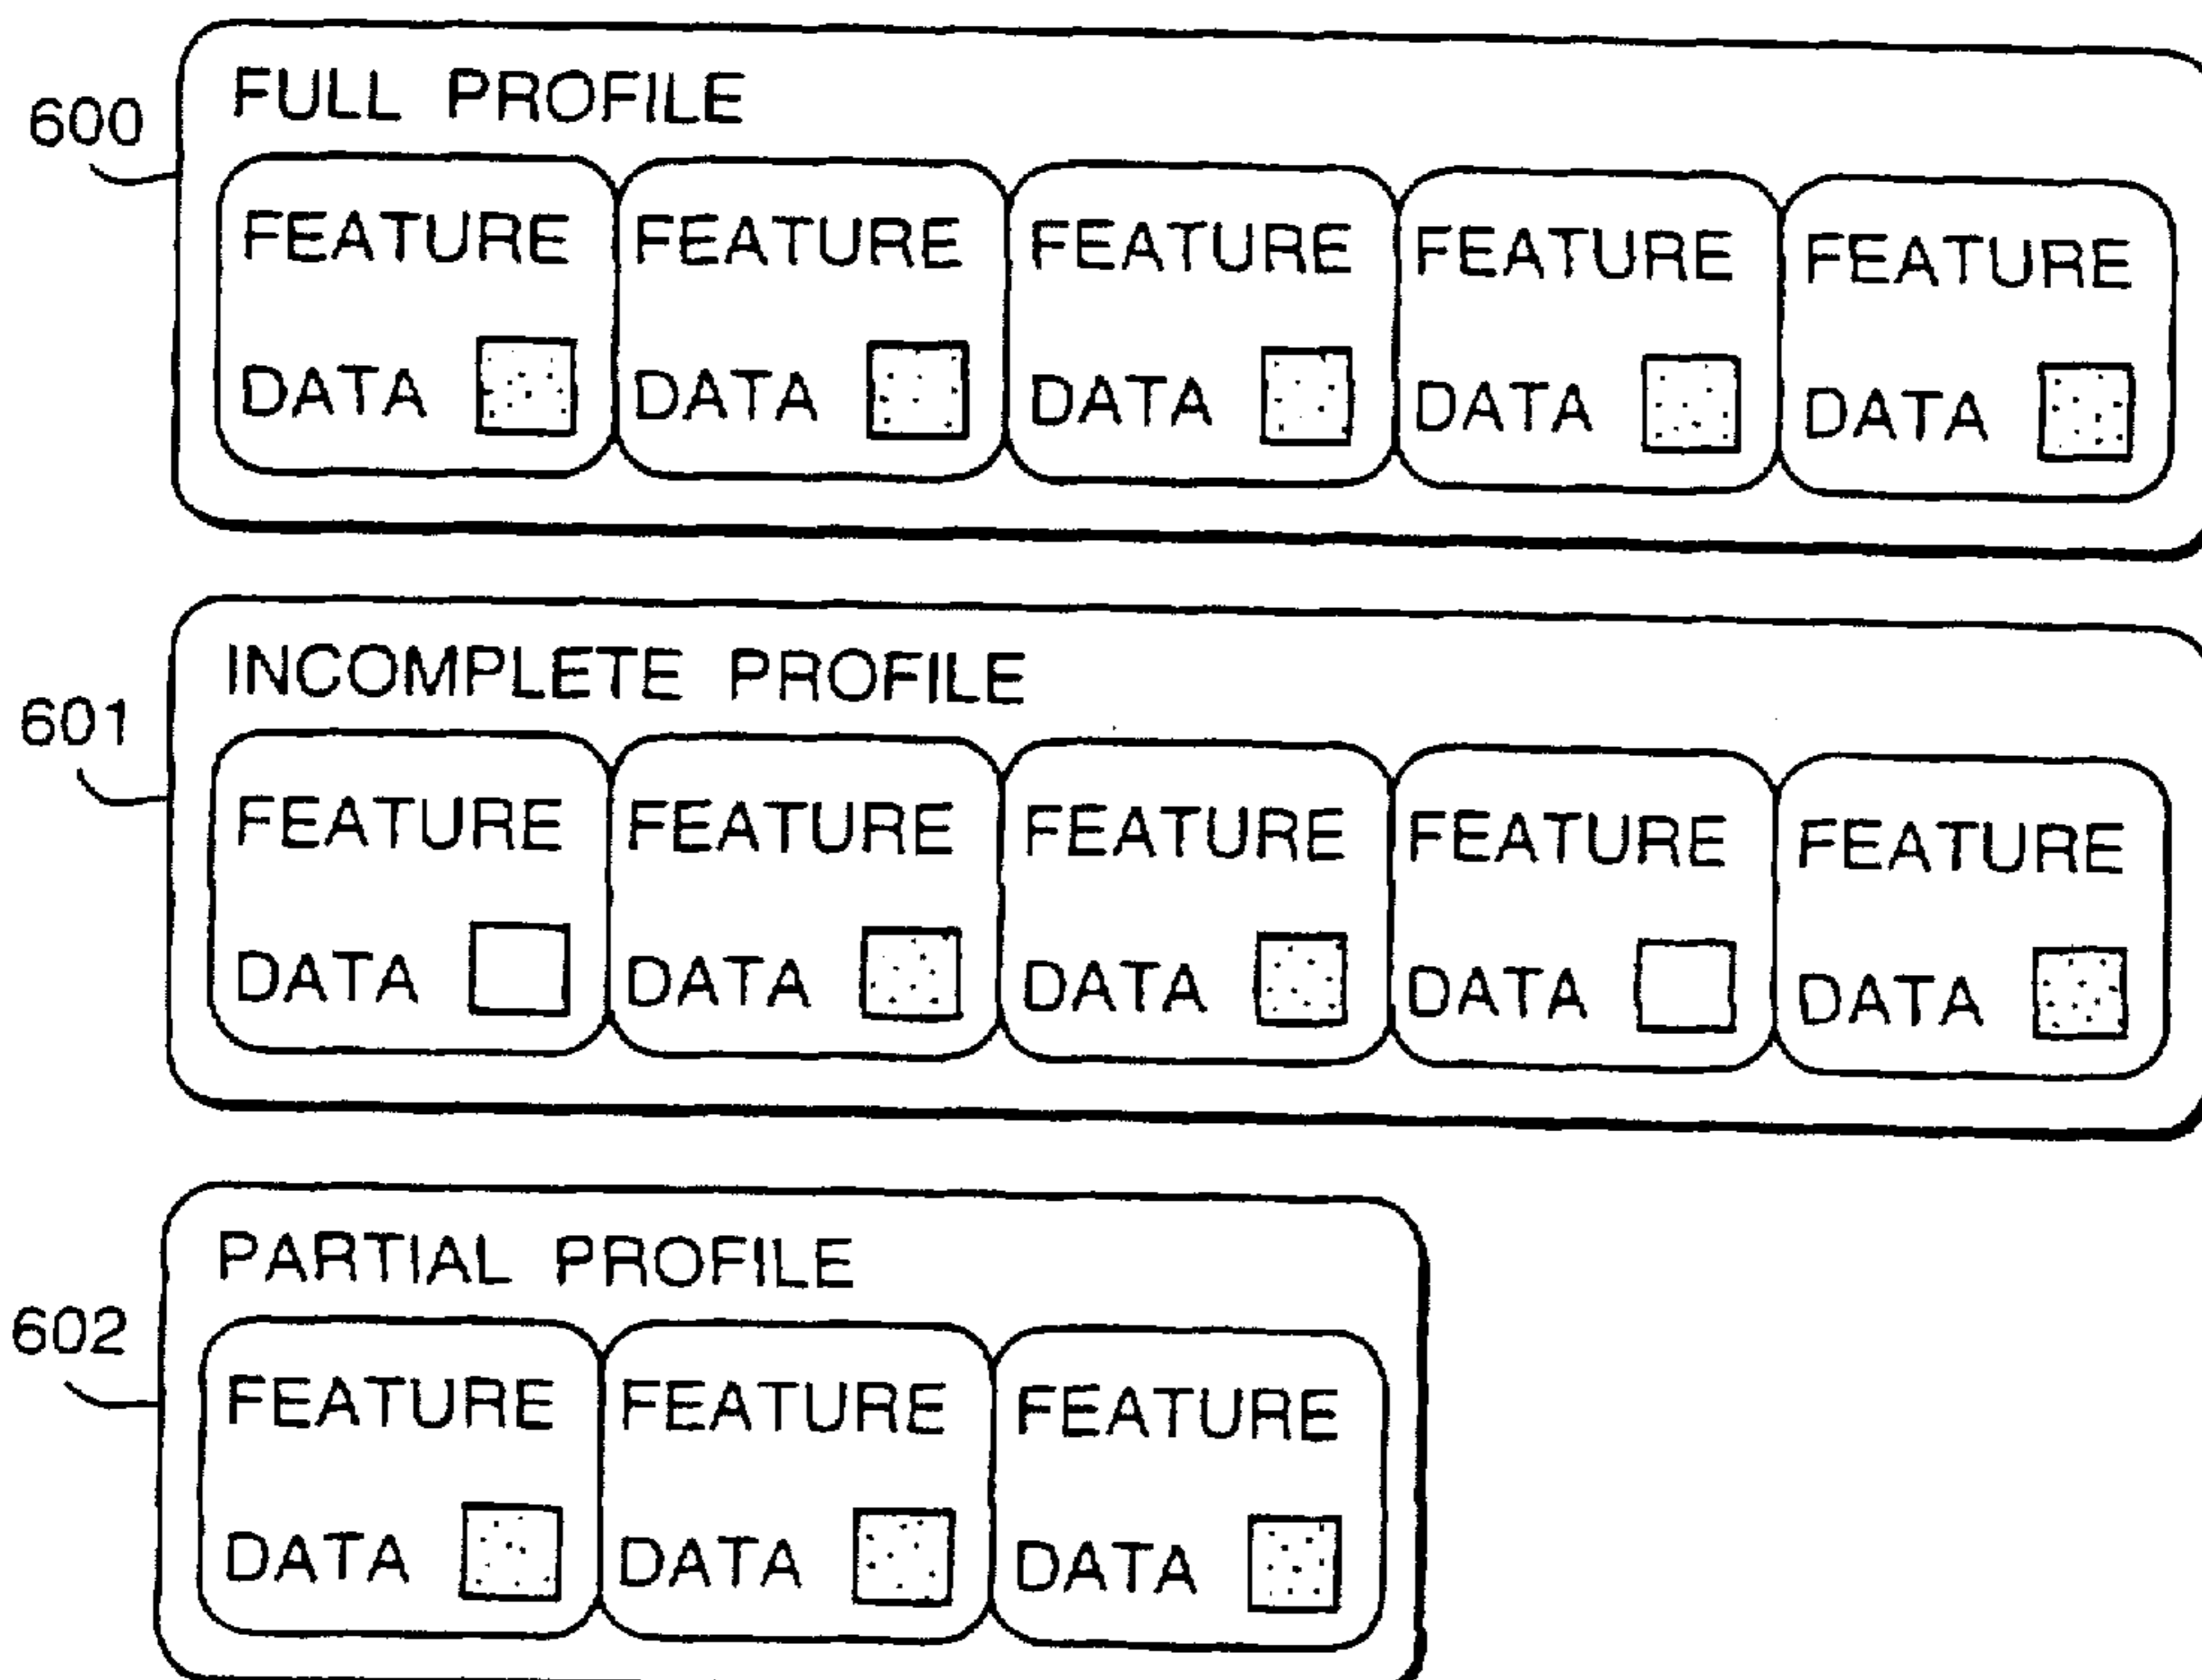 FULL PROFILE
600
FEATURE FEATURE FEATURE FEATURE FEATURE
DATA DATA DATA DATA DATA
INCOMPLETE PROFILE
601
FEATURE FEATURE FEATURE FEATURE FEATURE
DATA DATA DATA DATA DATA
PARTIAL PROFILE
602
FEATURE FEATURE FEATURE
DATA DATA DATA